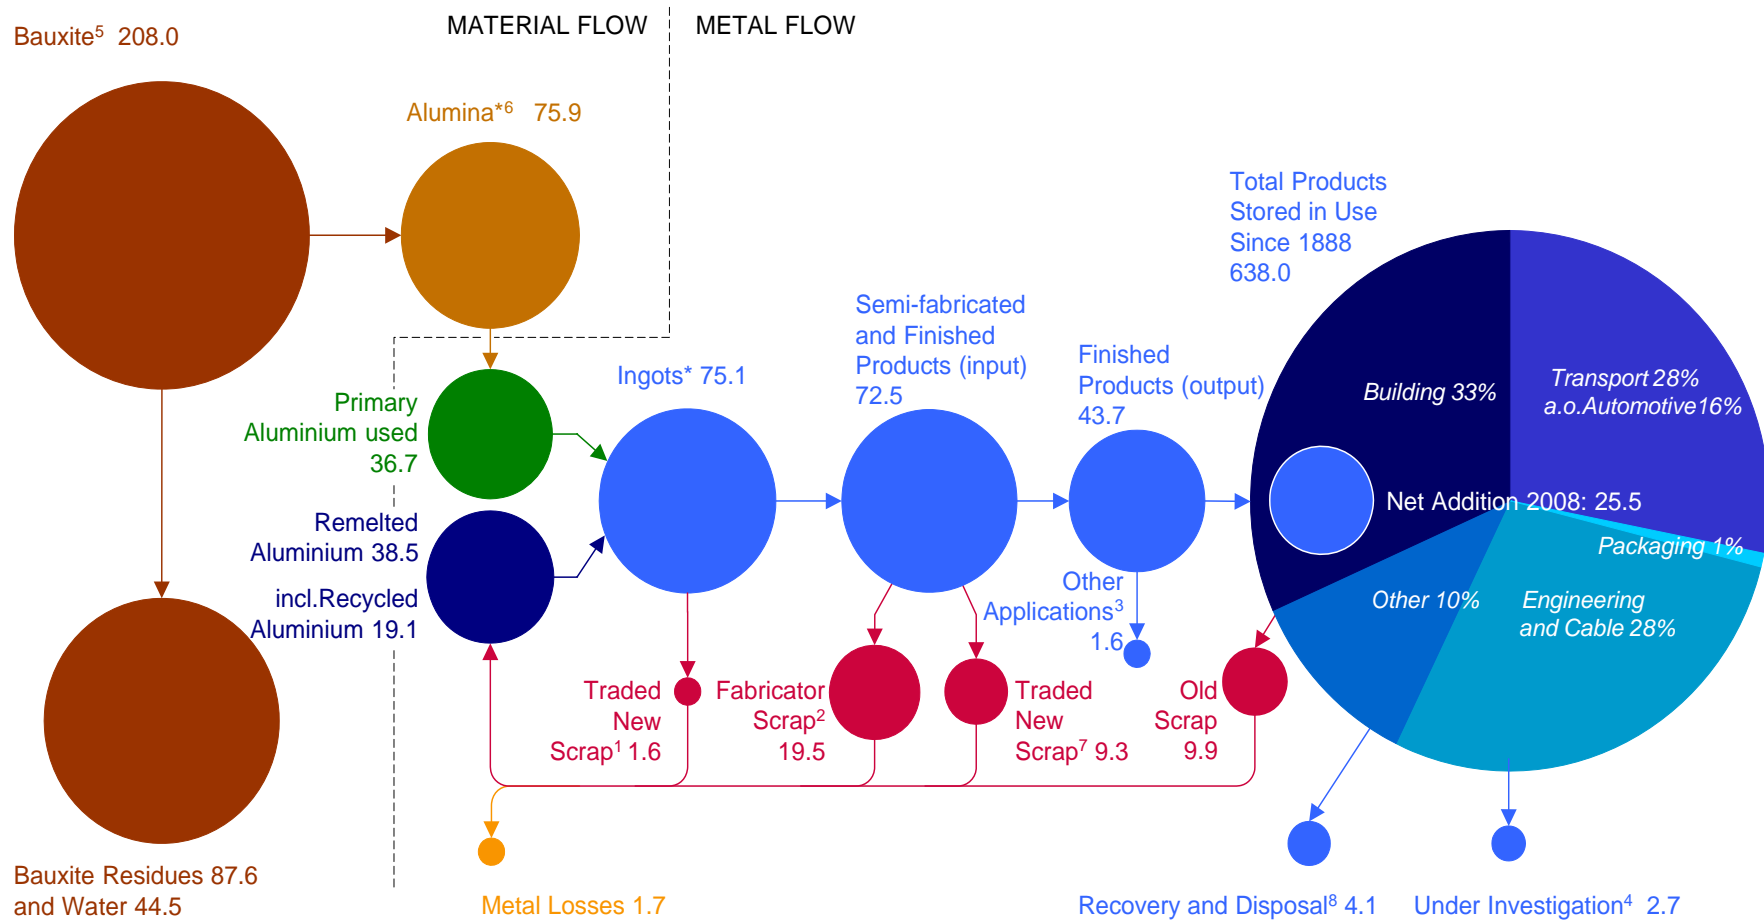 MATERIAL FLOW
METAL FLOW
Bauxite⁵ 208.0
Alumina*⁶ 75.9
Total Products
Stored in Use
Since 1888
638.0
Semi-fabricated
and Finished
Products (input)
72.5
Finished
Products (output)
43.7
Ingots* 75.1
Primary
Aluminium used
36.7
Building 33%
Transport 28%
a.o.Automotive16%
Net Addition 2008: 25.5
Packaging 1%
Remelted
Aluminium 38.5
incl.Recycled
Aluminium 19.1
Other
Applications³
1.6
Other 10%
Engineering
and Cable 28%
Traded
New
Scrap¹ 1.6
Fabricator
Scrap²
19.5
Traded
New
Scrap⁷ 9.3
Old
Scrap
9.9
Bauxite Residues 87.6
and Water 44.5
Metal Losses 1.7
Recovery and Disposal⁸ 4.1
Under Investigation⁴ 2.7